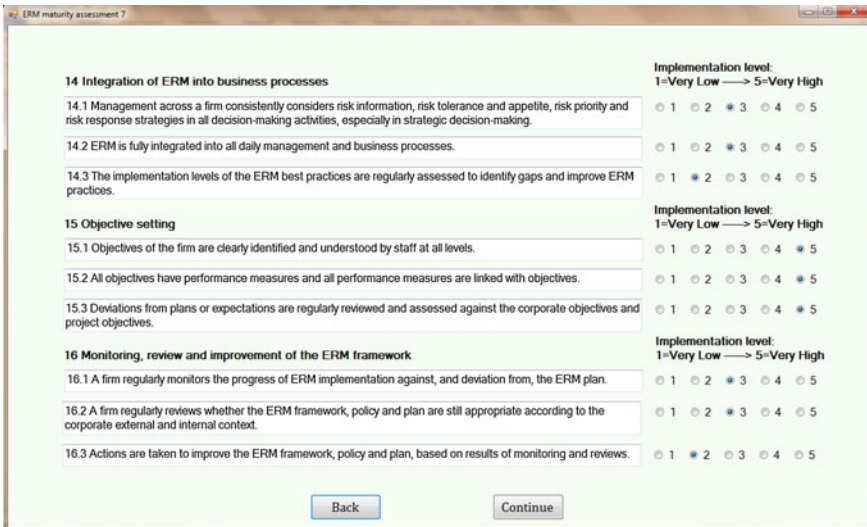 ERM maturity assessment 7
Implementation level:
14 Integration of ERM into business processes 1=Very Low ----> 5=Very High
14.1 Management across a firm consistently considers risk information, risk tolerance and appetite, risk priority and
risk response strategies in all decision-making activities, especially in strategic decision-making.
1 2 3 4 5
14.2 ERM is fully integrated into all daily management and business processes. 1 2 3 4 5
14.3 The implementation levels of the ERM best practices are regularly assessed to identify gaps and improve ERM
practices.
1 2 3 4 5
Implementation level:
15 Objective setting 1=Very Low ----> 5=Very High
15.1 Objectives of the firm are clearly identified and understood by staff at all levels. 1 2 3 4 5
15.2 All objectives have performance measures and all performance measures are linked with objectives. 1 2 3 4 5
15.3 Deviations from plans or expectations are regularly reviewed and assessed against the corporate objectives and
project objectives.
1 2 3 4 5
Implementation level:
16 Monitoring, review and improvement of the ERM framework 1=Very Low ----> 5=Very High
16.1 A firm regularly monitors the progress of ERM implementation against, and deviation from, the ERM plan. 1 2 3 4 5
16.2 A firm regularly reviews whether the ERM framework, policy and plan are still appropriate according to the
corporate external and internal context.
1 2 3 4 5
16.3 Actions are taken to improve the ERM framework, policy and plan, based on results of monitoring and reviews. 1 2 3 4 5
Back Continue